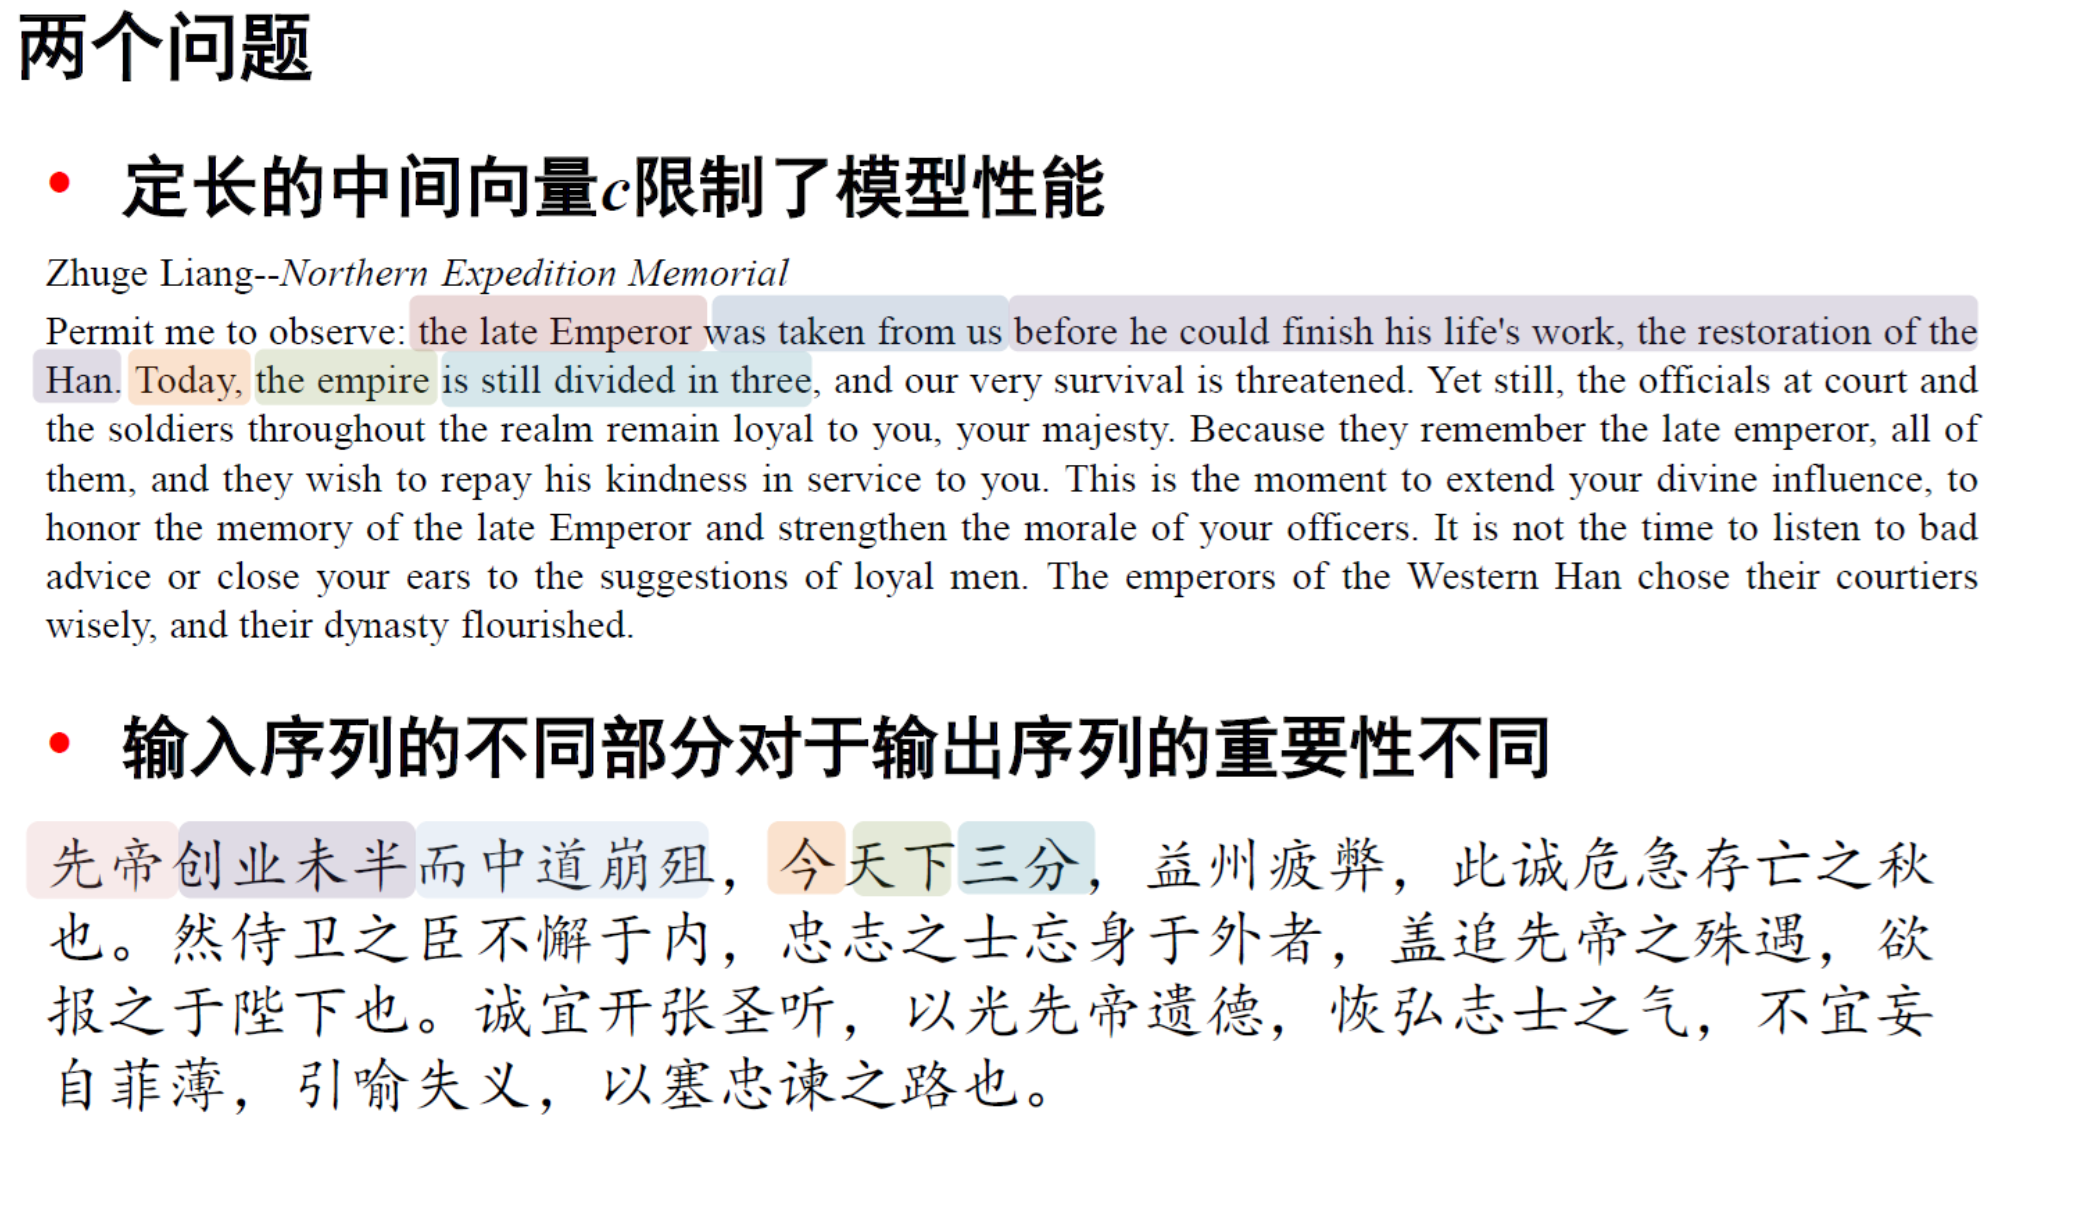 两个问题
• 定长的中间向量c限制了模型性能
Zhuge Liang--Northern Expedition Memorial
Permit me to observe: the late Emperor was taken from us before he could finish his life's work, the restoration of the
Han. Today, the empire is still divided in three, and our very survival is threatened. Yet still, the officials at court and
the soldiers throughout the realm remain loyal to you, your majesty. Because they remember the late emperor, all of
them, and they wish to repay his kindness in service to you. This is the moment to extend your divine influence, to
honor the memory of the late Emperor and strengthen the morale of your officers. It is not the time to listen to bad
advice or close your ears to the suggestions of loyal men. The emperors of the Western Han chose their courtiers
wisely, and their dynasty flourished.
• 输入序列的不同部分对于输出序列的重要性不同
先帝创业未半而中道崩殂，今天下三分，益州疲弊，此诚危急存亡之秋
也。然侍卫之臣不懈于内，忠志之士忘身于外者，盖追先帝之殊遇，欲
报之于陛下也。诚宜开张圣听，以光先帝遗德，恢弘志士之气，不宜妄
自菲薄，引喻失义，以塞忠谏之路也。